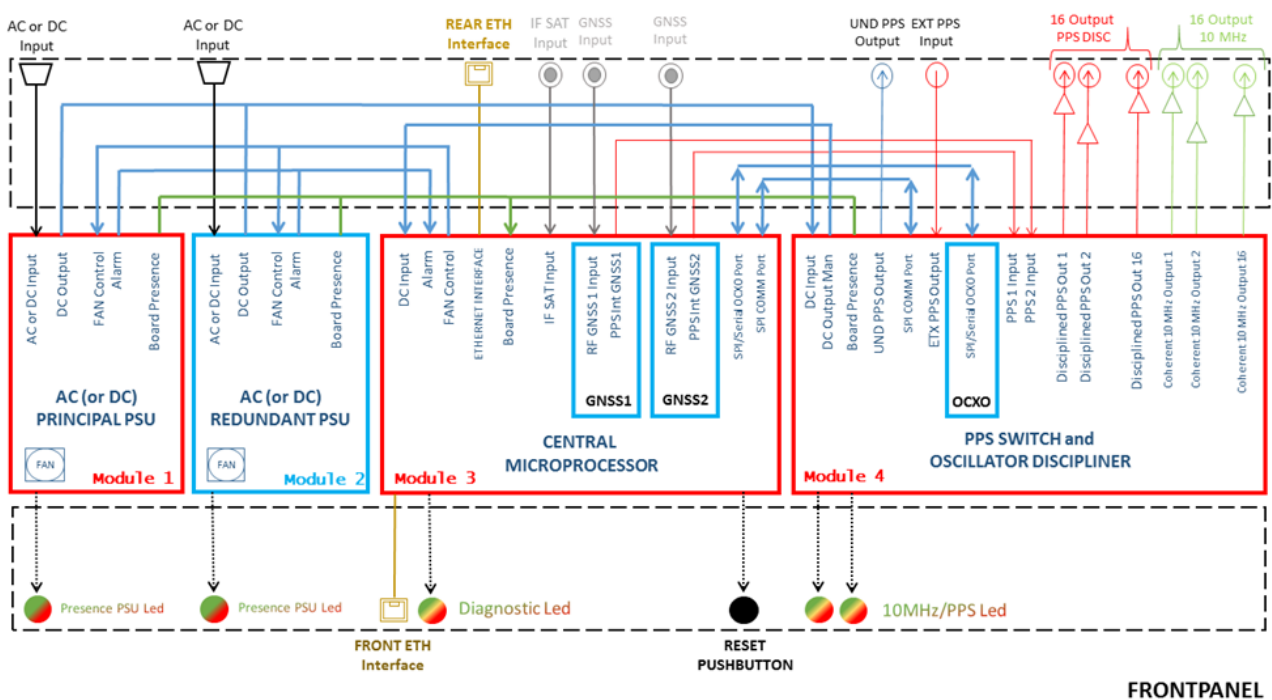 AC or DC
Input
AC or DC
Input
REAR ETH
Interface
IF SAT
Input
GNSS
Input
GNSS
Input
UND PPS
Output
EXT PPS
Input
16 Output
PPS DISC
16 Output
10 MHz
AC or DC Input
DC Output
FAN Control
Alarm
Board Presence
AC (or DC)
PRINCIPAL PSU
FAN
Module 1
AC or DC Input
DC Output
FAN Control
Alarm
Board Presence
AC (or DC)
REDUNDANT PSU
FAN
Module 2
DC Input
Alarm
FAN Control
ETHERNET INTERFACE
Board Presence
IF SAT Input
RF GNSS 1 Input
PPS Int GNSS1
GNSS1
RF GNSS 2 Input
PPS Int GNSS2
GNSS2
SPI/Serial OCXO Port
SPI COMM Port
CENTRAL
MICROPROCESSOR
Module 3
DC Input
DC Output Man
Board Presence
UND PPS Output
SPI COMM Port
ETX PPS Output
SPI/Serial OCXO Port
OCXO
PPS 1 Input
PPS 2 Input
Disciplined PPS Out 1
Disciplined PPS Out 2
Disciplined PPS Out 16
Coherent 10 MHz Output 1
Coherent 10 MHz Output 2
Coherent 10 MHz Output 16
PPS SWITCH and
OSCILLATOR DISCIPLINER
Module 4
Presence PSU Led
Presence PSU Led
Diagnostic Led
10MHz/PPS Led
FRONT ETH
Interface
RESET
PUSHBUTTON
FRONTPANEL